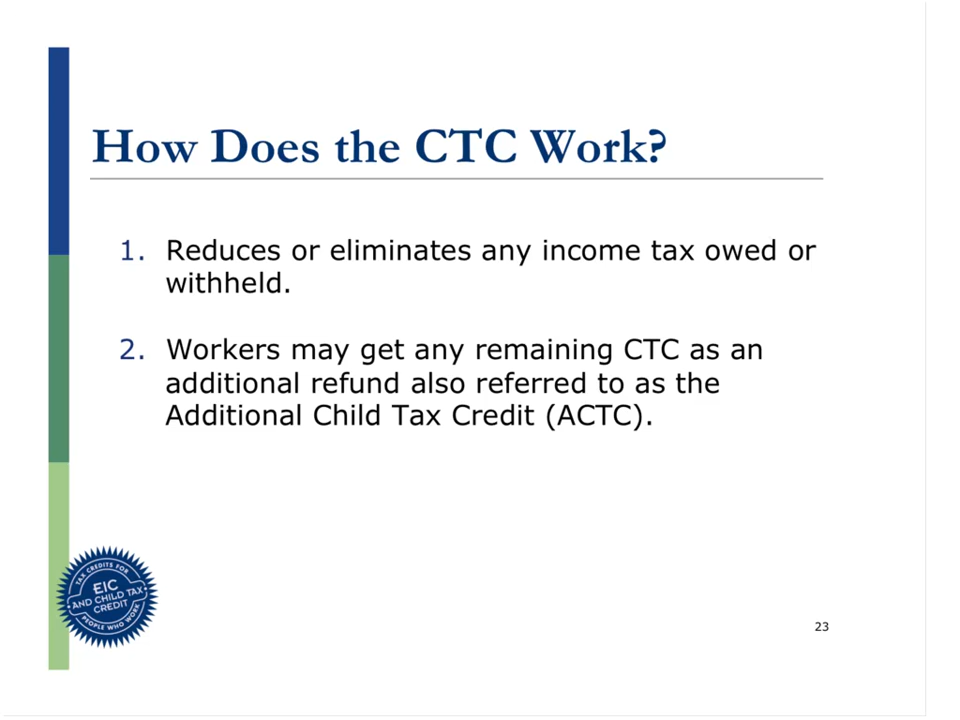 How Does the CTC Work?
1. Reduces or eliminates any income tax owed or
withheld.
2. Workers may get any remaining CTC as an
additional refund also referred to as the
Additional Child Tax Credit (ACTC).
TAX CREDITS FOR
EIC
AND CHILD TAX
CREDIT
PEOPLE WHO WORK
23